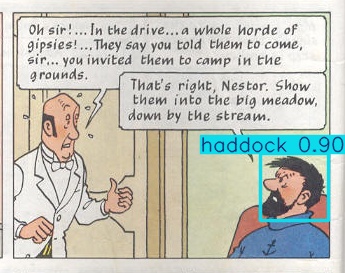 Oh sir!...In the drive...a whole horde of
gipsies!...They say you told them to come,
sir...you invited them to camp in the
grounds.
That's right, Nestor. Show
them into the big meadow,
down by the stream.
haddock 0.90